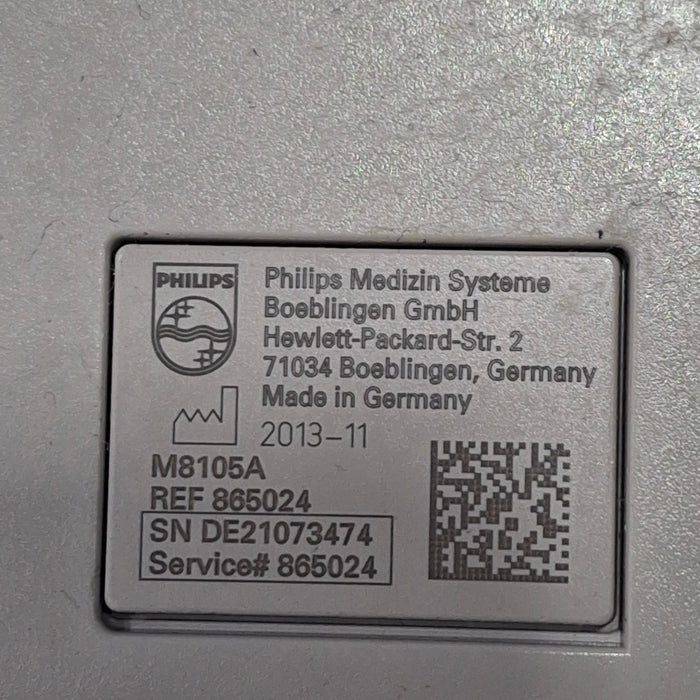 PHILIPS
Philips Medizin Systeme
Boeblingen GmbH
Hewlett-Packard-Str. 2
71034 Boeblingen, Germany
Made in Germany
2013-11
M8105A
REF 865024
SN DE21073474
Service# 865024